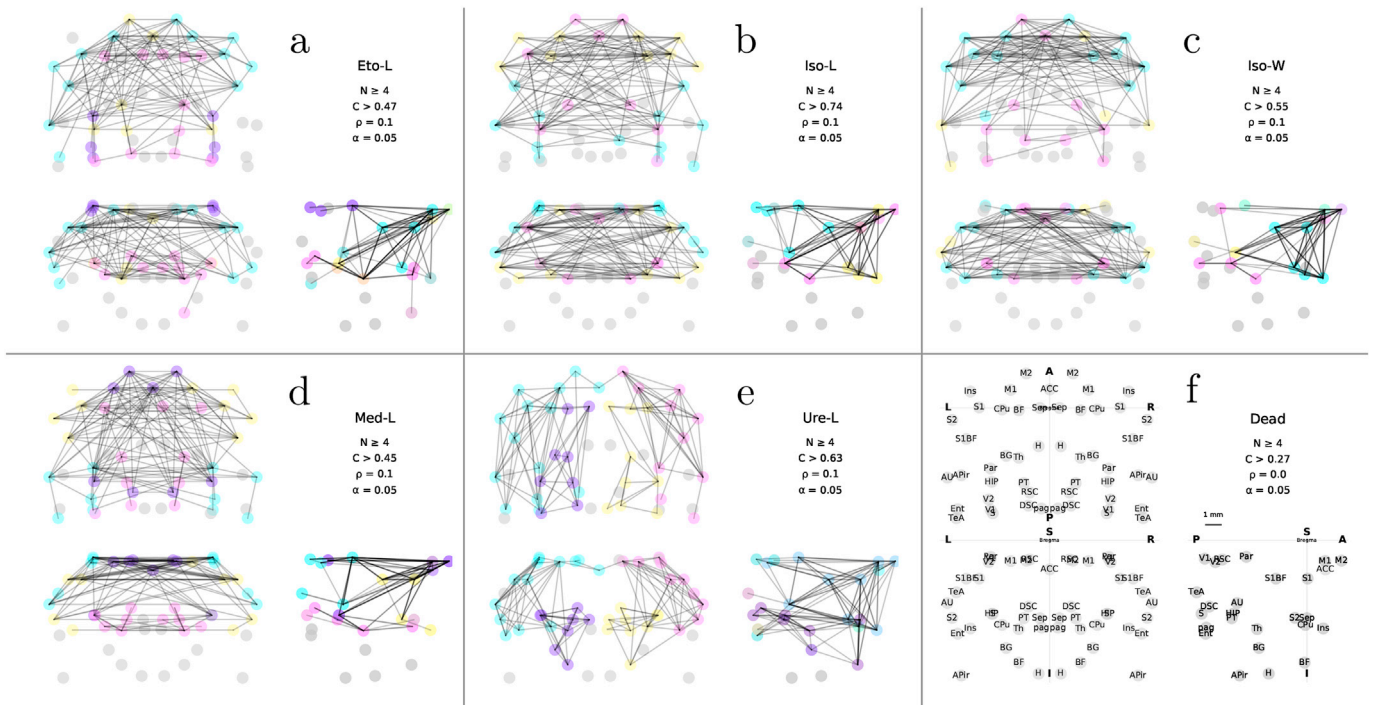 a
Eto-L
N ≥ 4
C > 0.47
ρ = 0.1
α = 0.05
b
Iso-L
N ≥ 4
C > 0.74
ρ = 0.1
α = 0.05
c
Iso-W
N ≥ 4
C > 0.55
ρ = 0.1
α = 0.05
d
Med-L
N ≥ 4
C > 0.45
ρ = 0.1
α = 0.05
e
Ure-L
N ≥ 4
C > 0.63
ρ = 0.1
α = 0.05
f
Dead
N ≥ 4
C > 0.27
ρ = 0.0
α = 0.05
M2 A M2
Ins M1 ACC M1 Ins
L S1 CPu BF Sep Sep BF CPu S1 R
S2 S2
S1BF H H S1BF
BG Th Th BG
AU APir Par Par APir AU
HIP PT PT HIP
V2 RSC RSC V2
Ent V1 DSC pag pag DSC V1 Ent
TeA S P S TeA
1 mm
L S R
Bregma
Par V2 M1 M2 RSC RSC M2 M1 Par V2
ACC
S1BF S1 S1 S1BF
TeA TeA
AU DSC DSC AU
S2 PT Sep Sep PT S2
Ent Ins CPu Th pag pag Th CPu Ins Ent
BG BG
BF BF
APir H I H APir
P S A
Bregma
V1 V2 RSC Par M1 M2
ACC
S1BF S1
TeA
DSC AU
S HIP PT S2 Sep
pag Th CPu Ins
Ent
BG
BF
APir H I